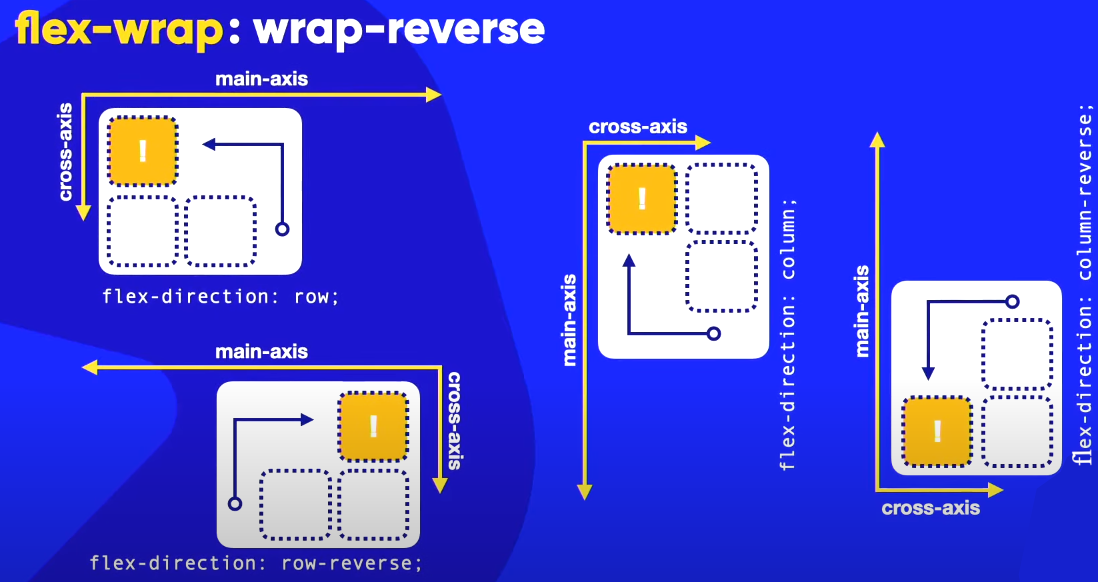 flex-wrap: wrap-reverse
main-axis
cross-axis
!
flex-direction: row;
main-axis
cross-axis
!
flex-direction: row-reverse;
cross-axis
main-axis
!
flex-direction: column;
main-axis
!
cross-axis
flex-direction: column-reverse;